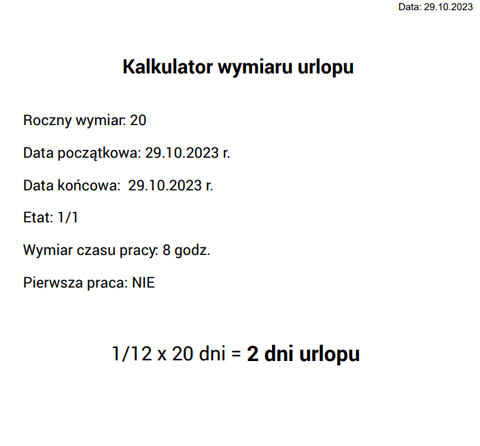 Data: 29.10.2023
Kalkulator wymiaru urlopu
Roczny wymiar: 20
Data początkowa: 29.10.2023 r.
Data końcowa: 29.10.2023 r.
Etat: 1/1
Wymiar czasu pracy: 8 godz.
Pierwsza praca: NIE
1/12 x 20 dni = 2 dni urlopu